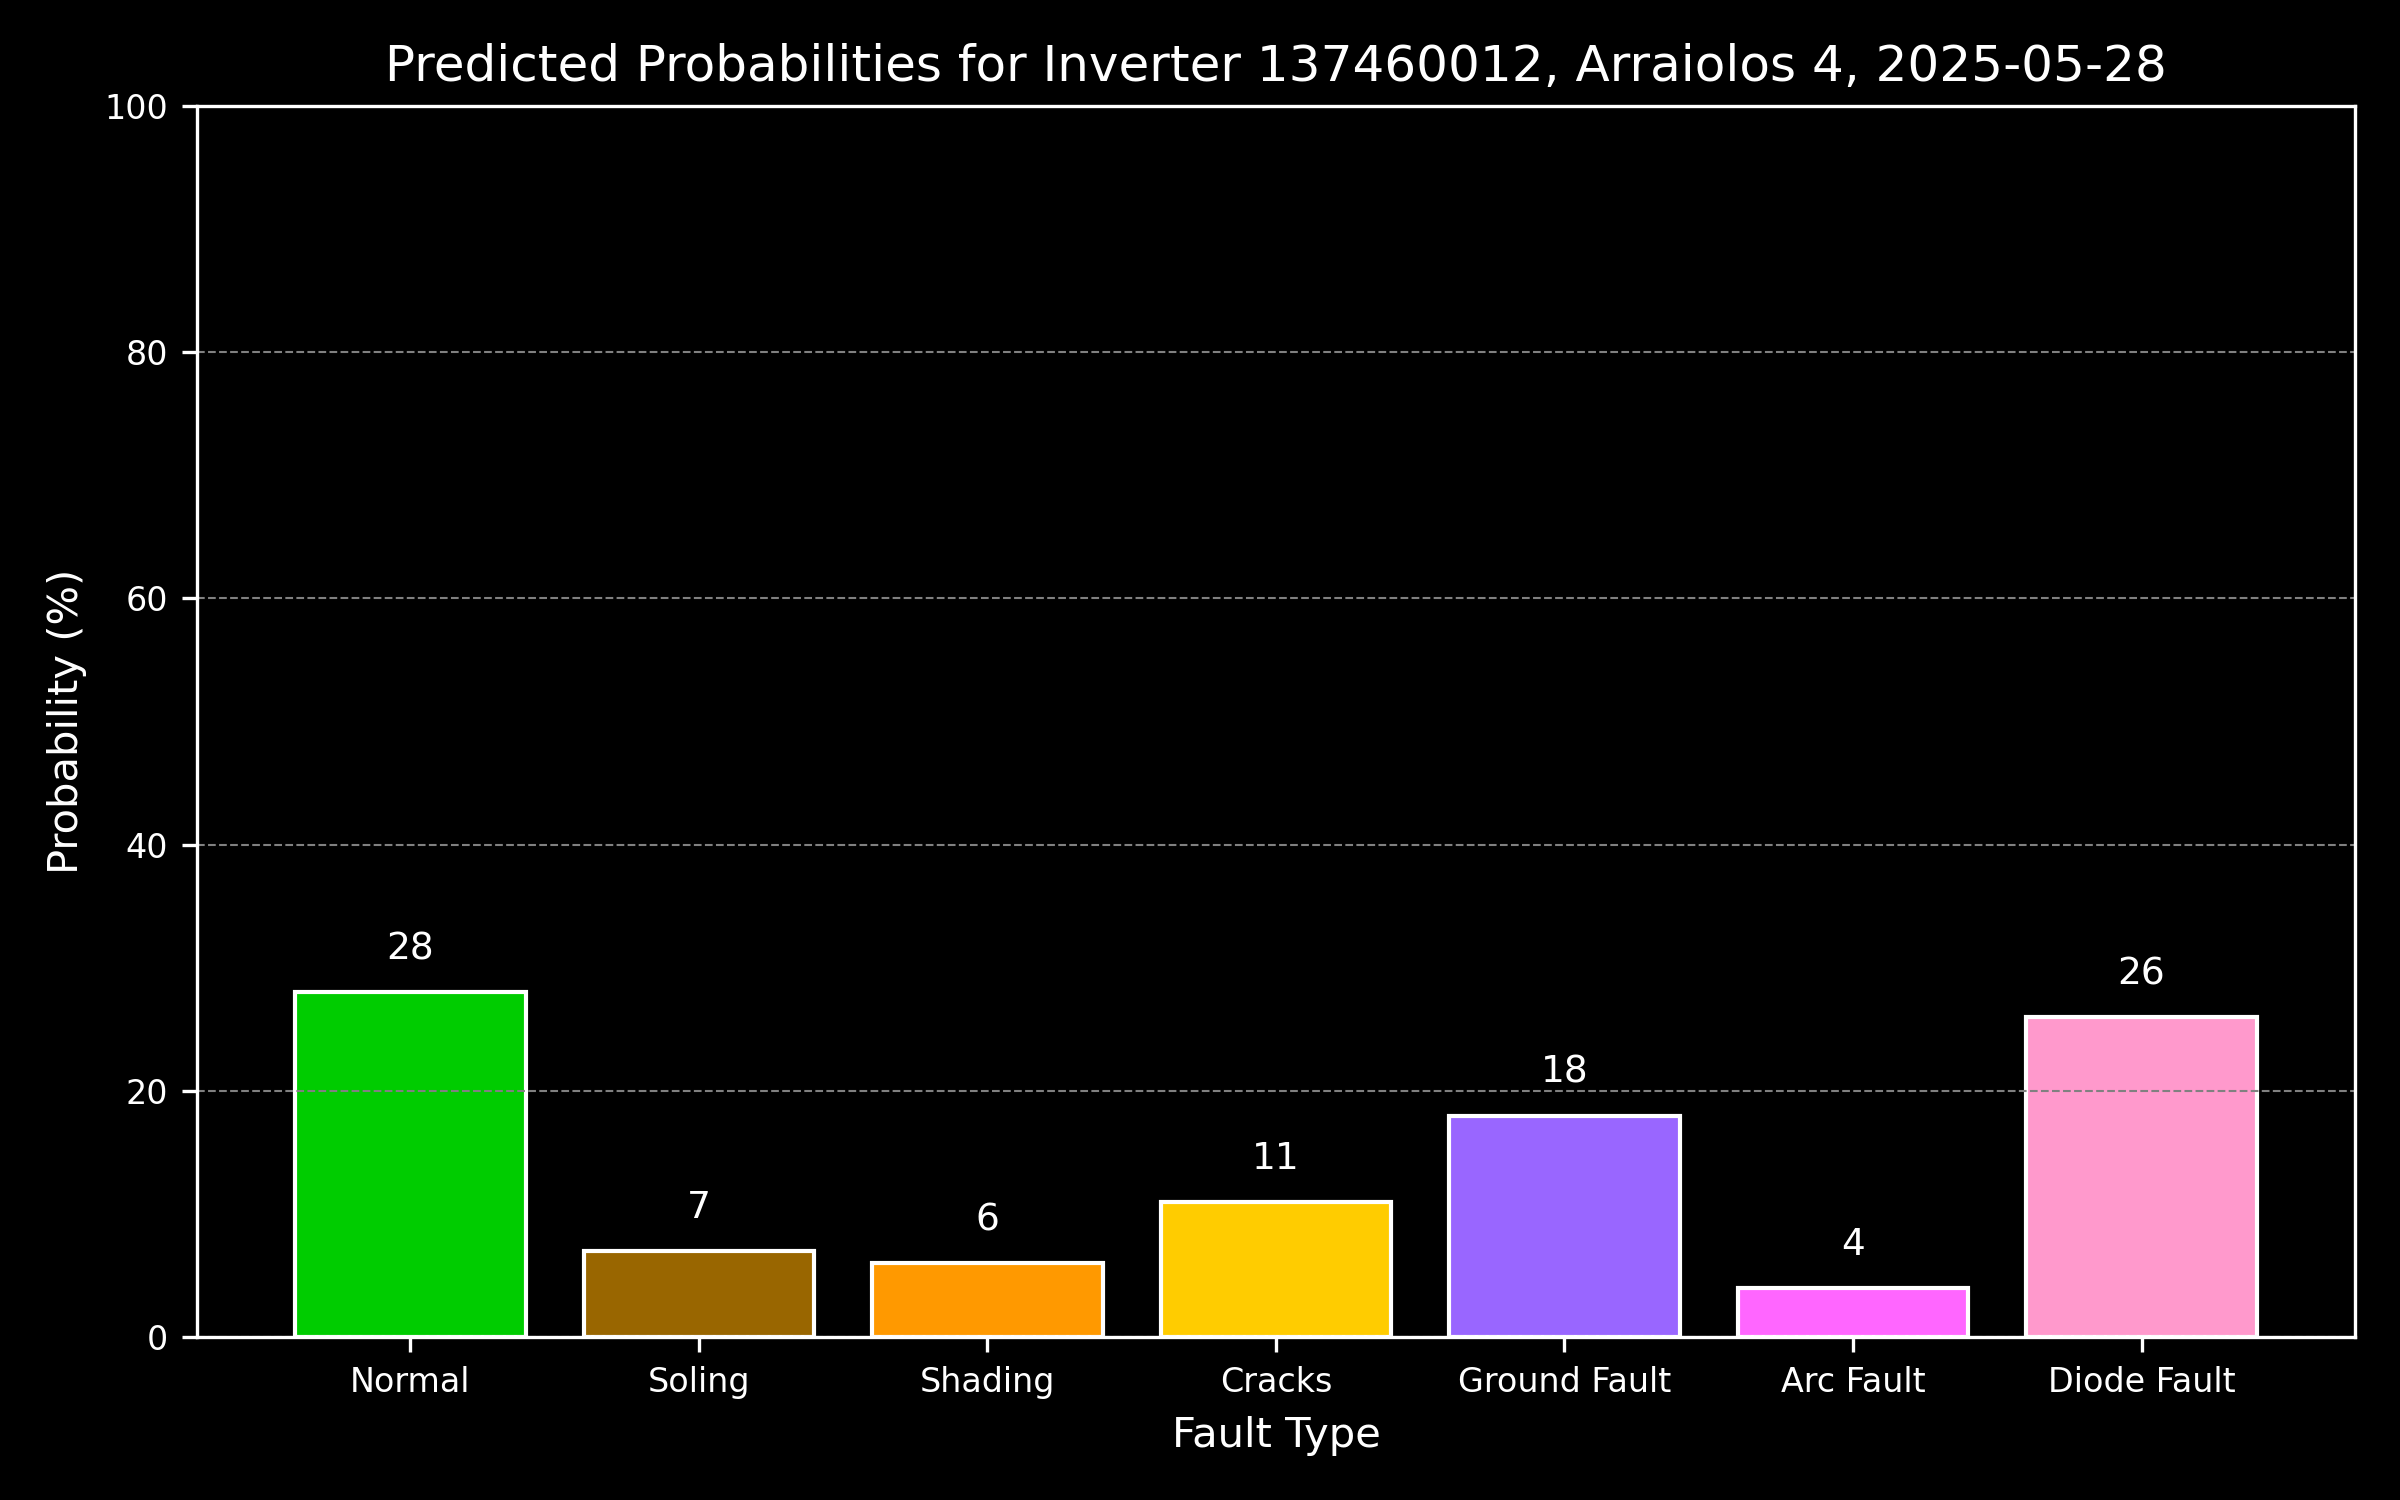 Predicted Probabilities for Inverter 137460012, Arraiolos 4, 2025-05-28
100
80
60
40
20
0
Probability (%)
28
7
6
11
18
4
26
Normal
Soling
Shading
Cracks
Ground Fault
Arc Fault
Diode Fault
Fault Type